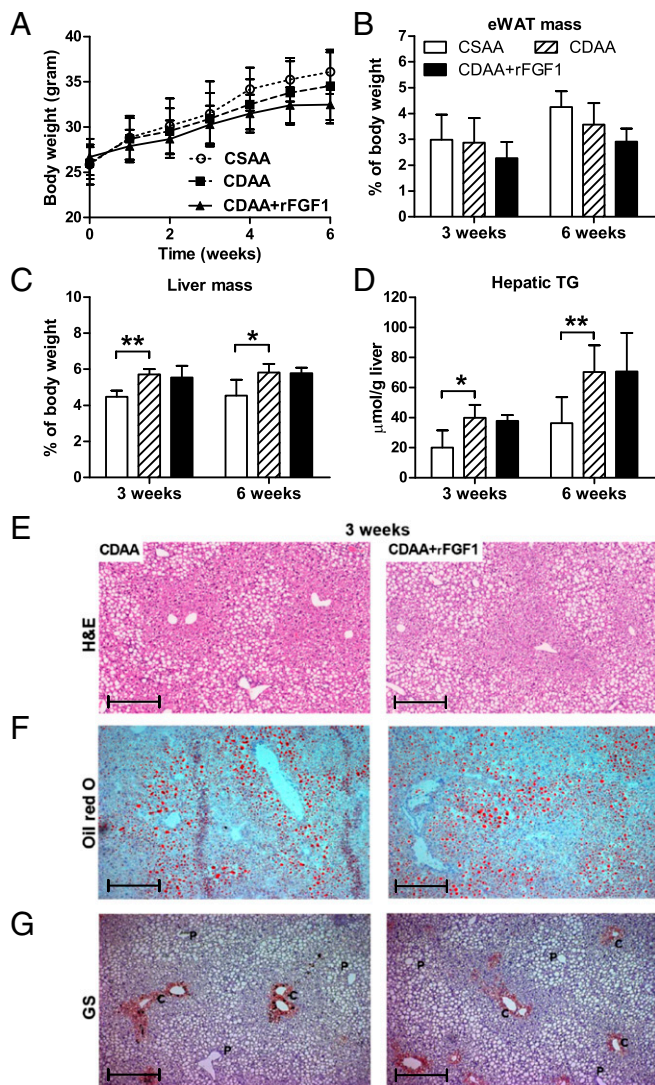 A
Body weight (gram)
40
35
30
25
20
0
2
4
6
Time (weeks)
CSAA
CDAA
CDAA+rFGF1
B
eWAT mass
% of body weight
7
6
5
4
3
2
1
0
CSAA
CDAA
CDAA+rFGF1
3 weeks
6 weeks
C
Liver mass
% of body weight
8
6
4
2
0
**
*
3 weeks
6 weeks
D
Hepatic TG
μmol/g liver
120
100
80
60
40
20
0
*
**
3 weeks
6 weeks
E
3 weeks
CDAA
CDAA+rFGF1
H&E
F
Oil red O
G
GS
P
P
C
C
P
P
C
P
C
C
P